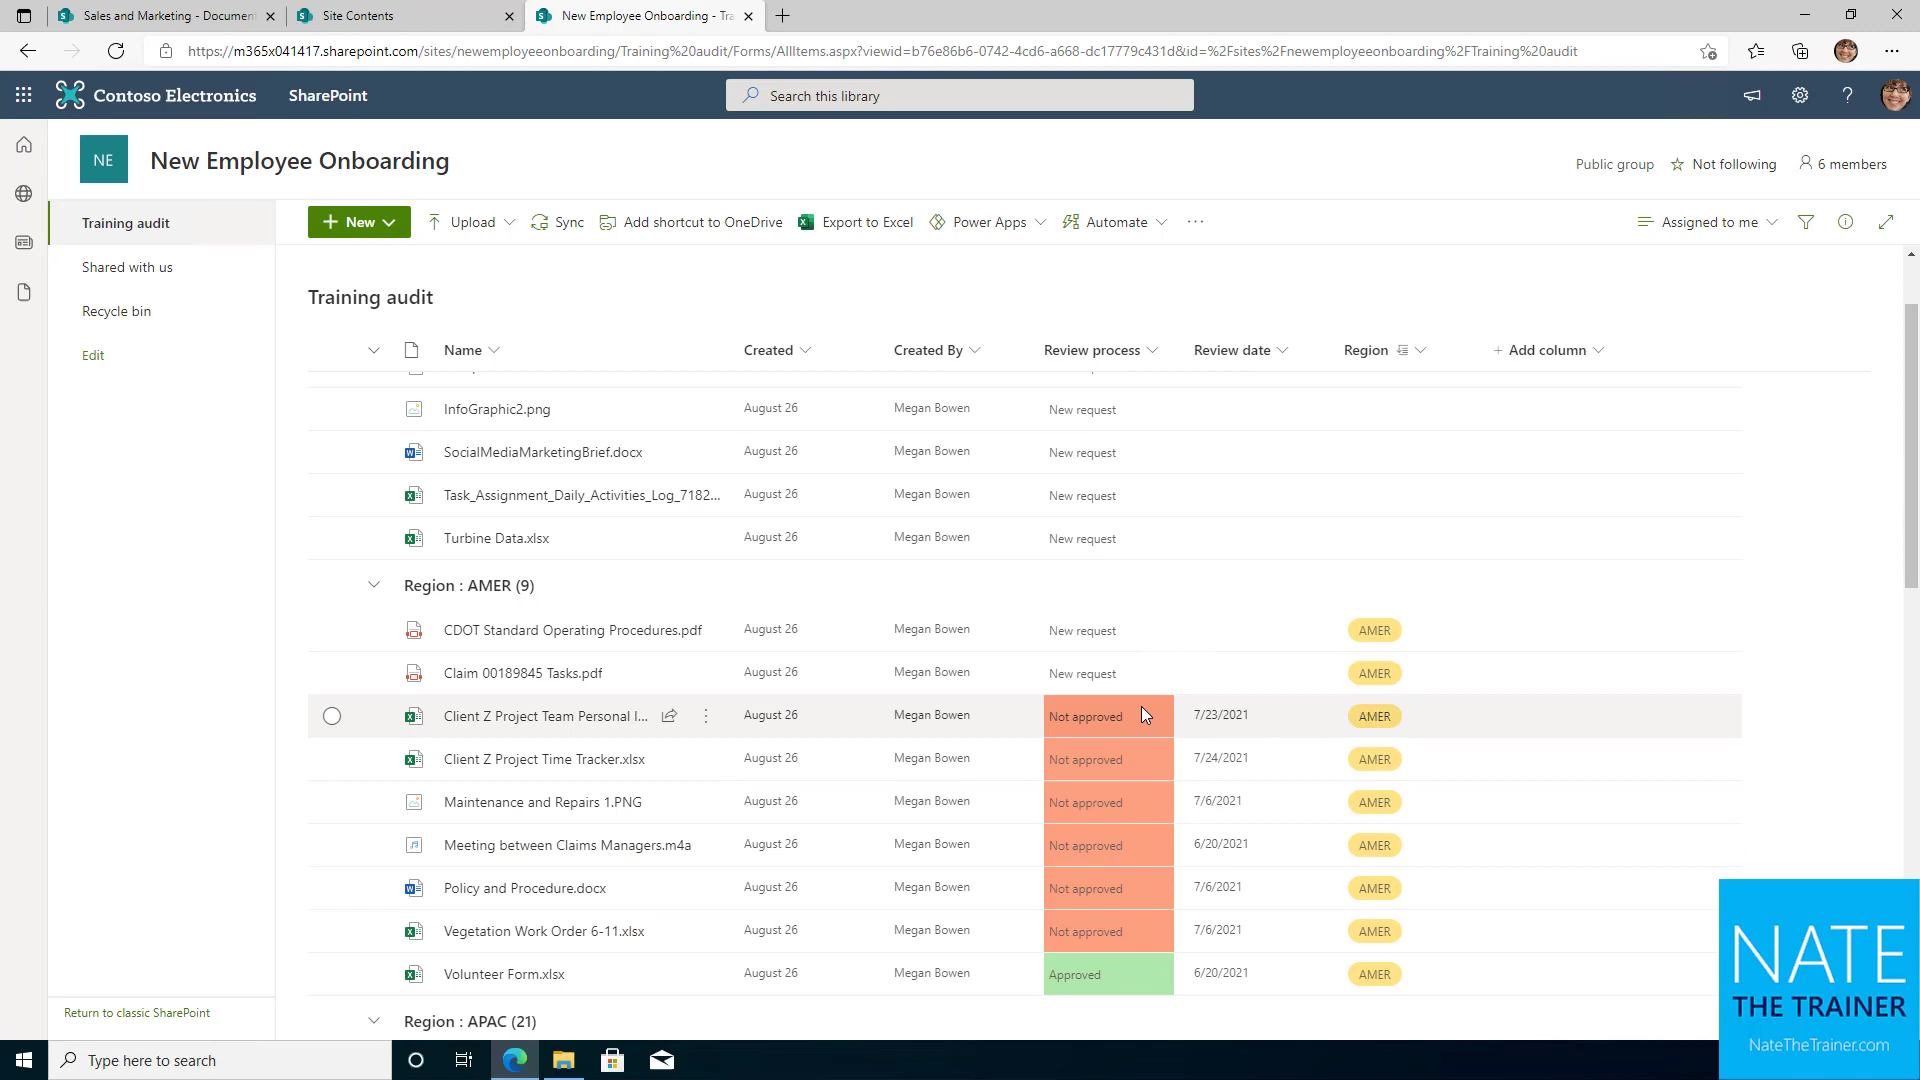 Sales and Marketing - Documen
Site Contents
New Employee Onboarding - Tra
https://m365x041417.sharepoint.com/sites/newemployeeonboarding/Training%20audit/Forms/AllItems.aspx?viewid=b76e86b6-0742-4cd6-a668-dc17779c431d&id=%2Fsites%2Fnewemployeeonboarding%2FTraining%20audit
Contoso Electronics SharePoint Search this library ?
NE New Employee Onboarding Public group Not following 6 members
Training audit
Shared with us
Recycle bin
Edit
Return to classic SharePoint
+ New Upload Sync Add shortcut to OneDrive Export to Excel Power Apps Automate ... Assigned to me
Training audit
Name Created Created By Review process Review date Region + Add column
InfoGraphic2.png August 26 Megan Bowen New request
SocialMediaMarketingBrief.docx August 26 Megan Bowen New request
Task_Assignment_Daily_Activities_Log_7182... August 26 Megan Bowen New request
Turbine Data.xlsx August 26 Megan Bowen New request
Region : AMER (9)
CDOT Standard Operating Procedures.pdf August 26 Megan Bowen New request AMER
Claim 00189845 Tasks.pdf August 26 Megan Bowen New request AMER
Client Z Project Team Personal I... August 26 Megan Bowen Not approved 7/23/2021 AMER
Client Z Project Time Tracker.xlsx August 26 Megan Bowen Not approved 7/24/2021 AMER
Maintenance and Repairs 1.PNG August 26 Megan Bowen Not approved 7/6/2021 AMER
Meeting between Claims Managers.m4a August 26 Megan Bowen Not approved 6/20/2021 AMER
Policy and Procedure.docx August 26 Megan Bowen Not approved 7/6/2021 AMER
Vegetation Work Order 6-11.xlsx August 26 Megan Bowen Not approved 7/6/2021 AMER
Volunteer Form.xlsx August 26 Megan Bowen Approved 6/20/2021 AMER
Region : APAC (21)
NATE
THE TRAINER
NateTheTrainer.com
Type here to search